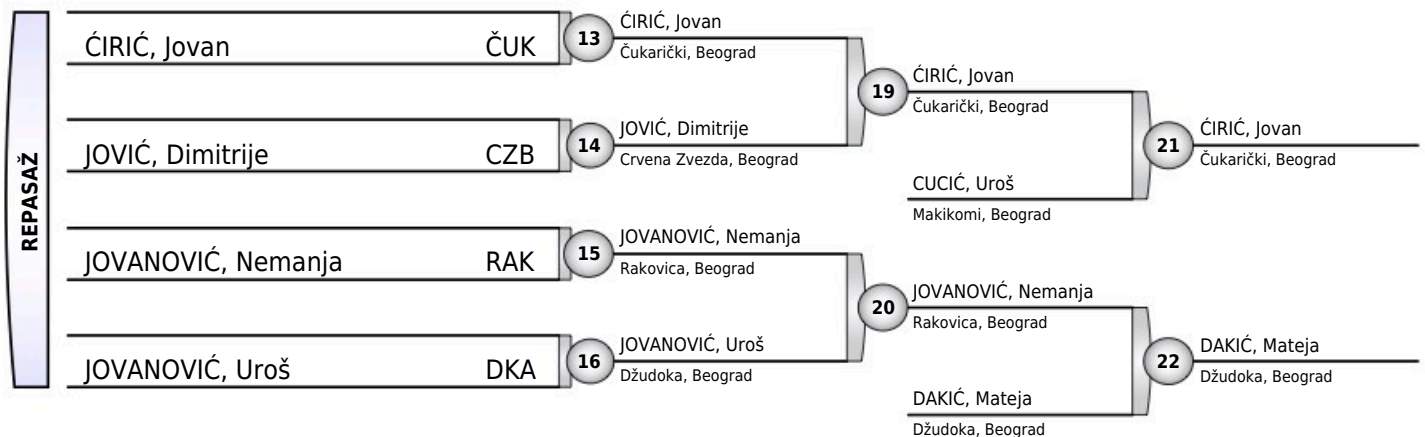 REPASAŽ
ĆIRIĆ, Jovan ČUK
JOVIĆ, Dimitrije CZB
JOVANOVIĆ, Nemanja RAK
JOVANOVIĆ, Uroš DKA
13
ĆIRIĆ, Jovan
Čukarički, Beograd
14
JOVIĆ, Dimitrije
Crvena Zvezda, Beograd
15
JOVANOVIĆ, Nemanja
Rakovica, Beograd
16
JOVANOVIĆ, Uroš
Džudoka, Beograd
19
ĆIRIĆ, Jovan
Čukarički, Beograd
CUCIĆ, Uroš
Makikomi, Beograd
20
JOVANOVIĆ, Nemanja
Rakovica, Beograd
DAKIĆ, Mateja
Džudoka, Beograd
21
ĆIRIĆ, Jovan
Čukarički, Beograd
22
DAKIĆ, Mateja
Džudoka, Beograd